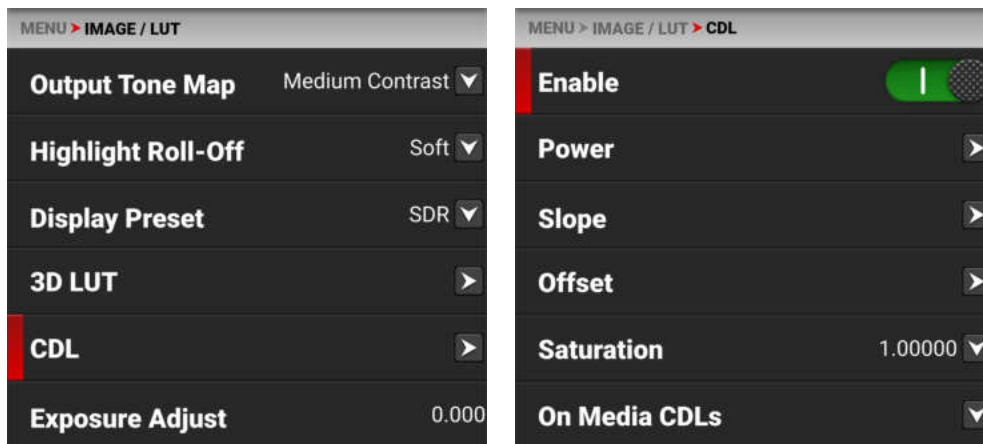 MENU > IMAGE / LUT
Output Tone Map Medium Contrast
Highlight Roll-Off Soft
Display Preset SDR
3D LUT
CDL
Exposure Adjust 0.000
MENU > IMAGE / LUT > CDL
Enable
Power
Slope
Offset
Saturation 1.00000
On Media CDLs